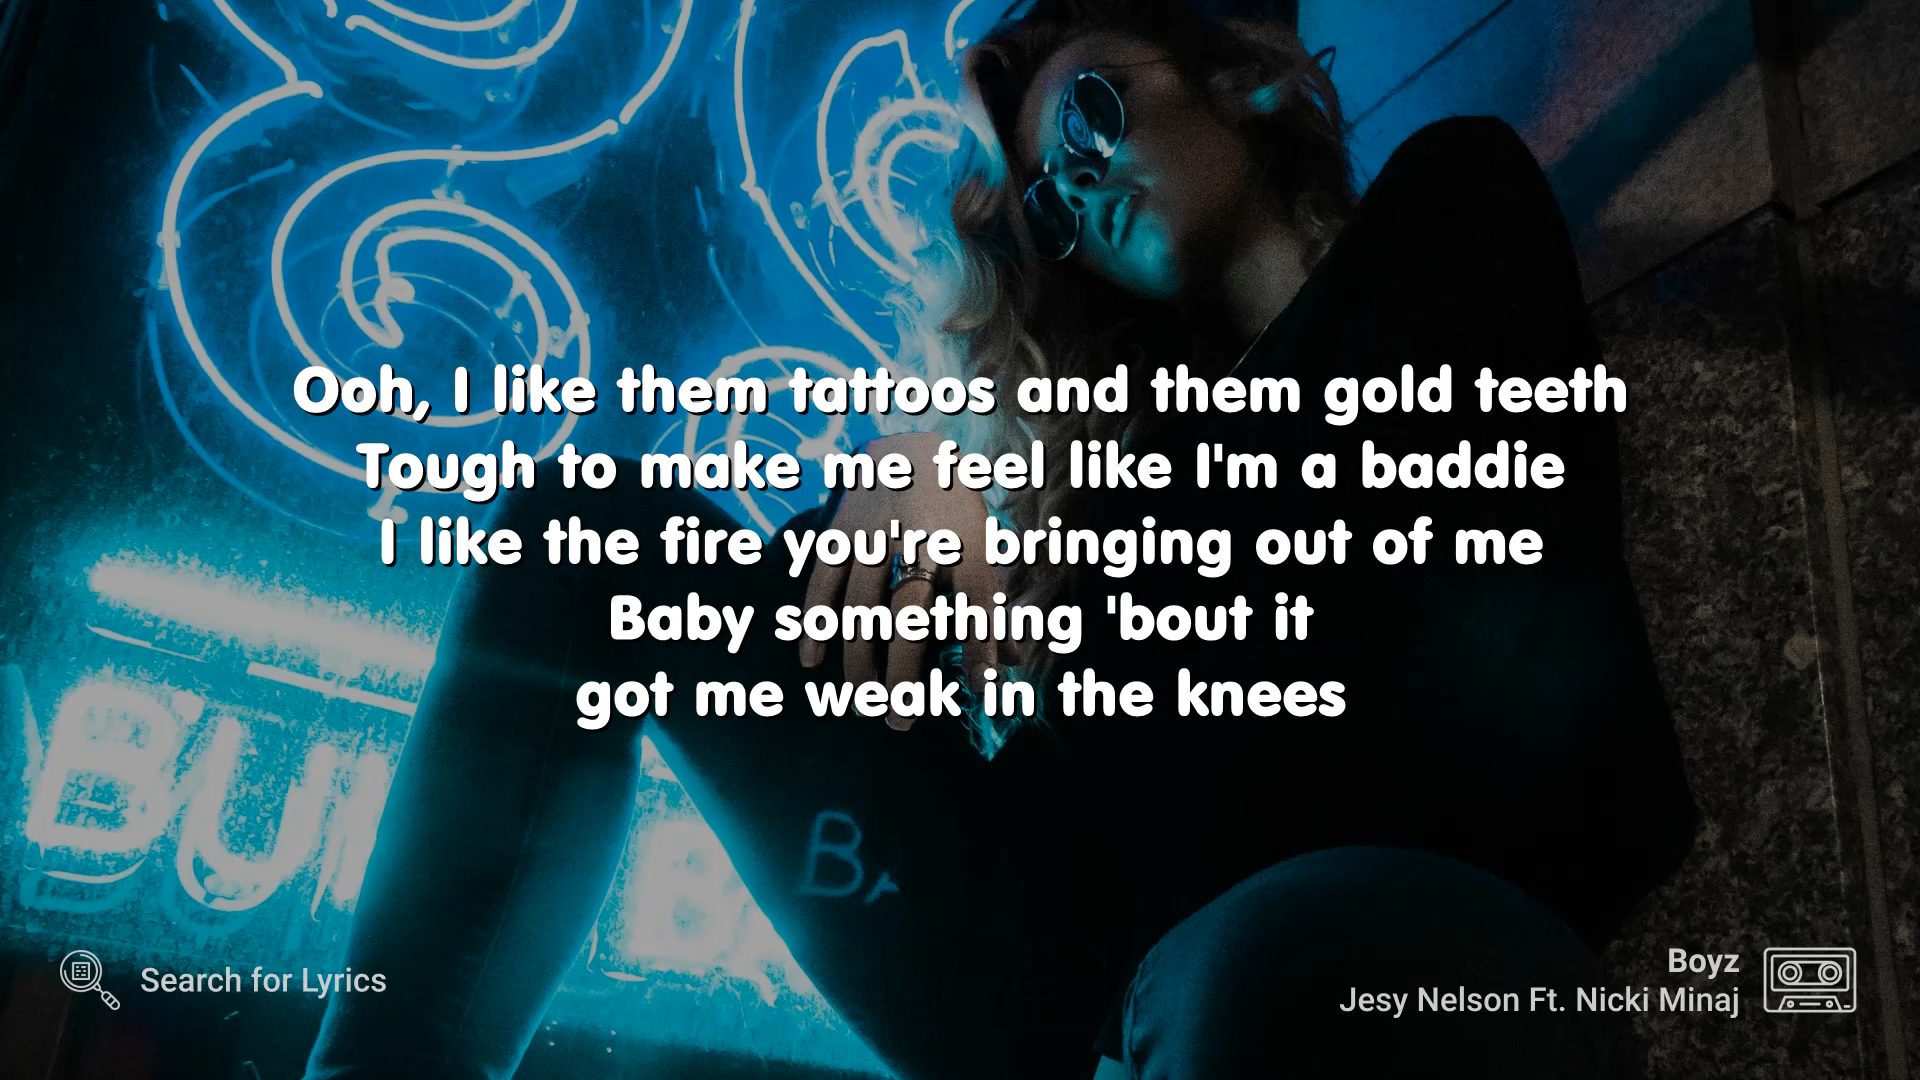 Ooh, I like them tattoos and them gold teeth
Tough to make me feel like I'm a baddie
I like the fire you're bringing out of me
Baby something 'bout it
got me weak in the knees
Br
Search for Lyrics
Boyz
Jesy Nelson Ft. Nicki Minaj